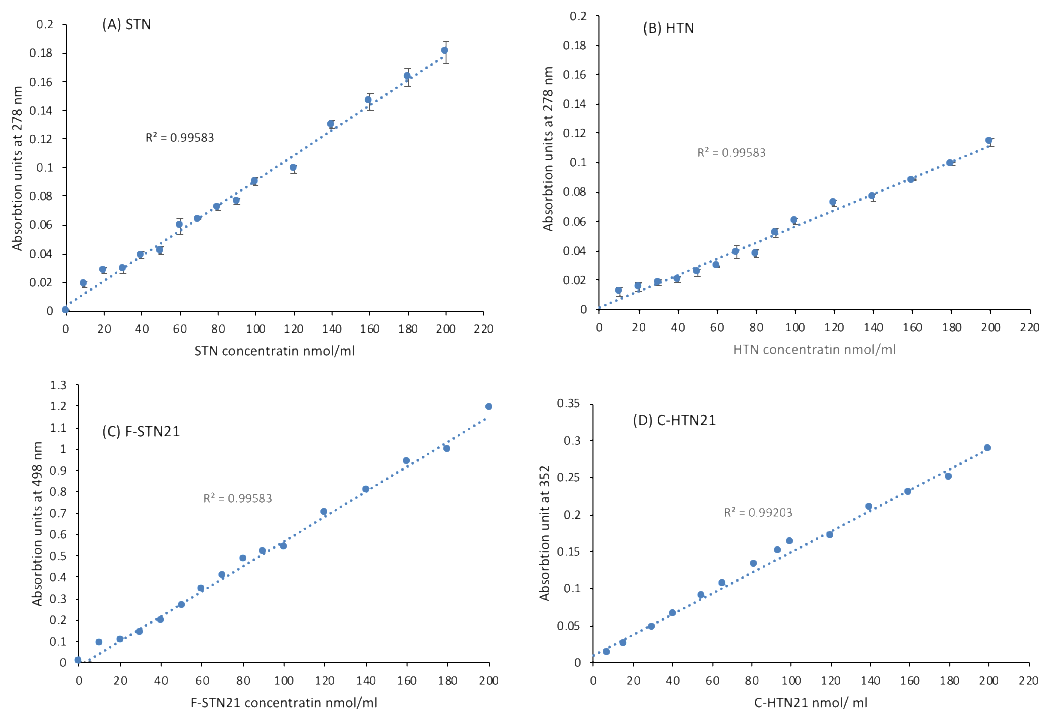 (A) STN
Absorbtion units at 278 nm
0.2
0.18
0.16
0.14
0.12
0.1
0.08
0.06
0.04
0.02
0
R² = 0.99583
0 20 40 60 80 100 120 140 160 180 200 220
STN concentratin nmol/ml
(B) HTN
Absorbtion units at 278 nm
0.2
0.18
0.16
0.14
0.12
0.1
0.08
0.06
0.04
0.02
0
R² = 0.99583
0 20 40 60 80 100 120 140 160 180 200 220
HTN concentratin nmol/ml
(C) F-STN21
Absorbtion units at 498 nm
1.3
1.2
1.1
1
0.9
0.8
0.7
0.6
0.5
0.4
0.3
0.2
0.1
0
R² = 0.99583
0 20 40 60 80 100 120 140 160 180 200
F-STN21 concentratin nmol/ml
(D) C-HTN21
Absorbtion unit at 352
0.35
0.3
0.25
0.2
0.15
0.1
0.05
0
R² = 0.99203
0 20 40 60 80 100 120 140 160 180 200 220
C-HTN21 nmol/ ml